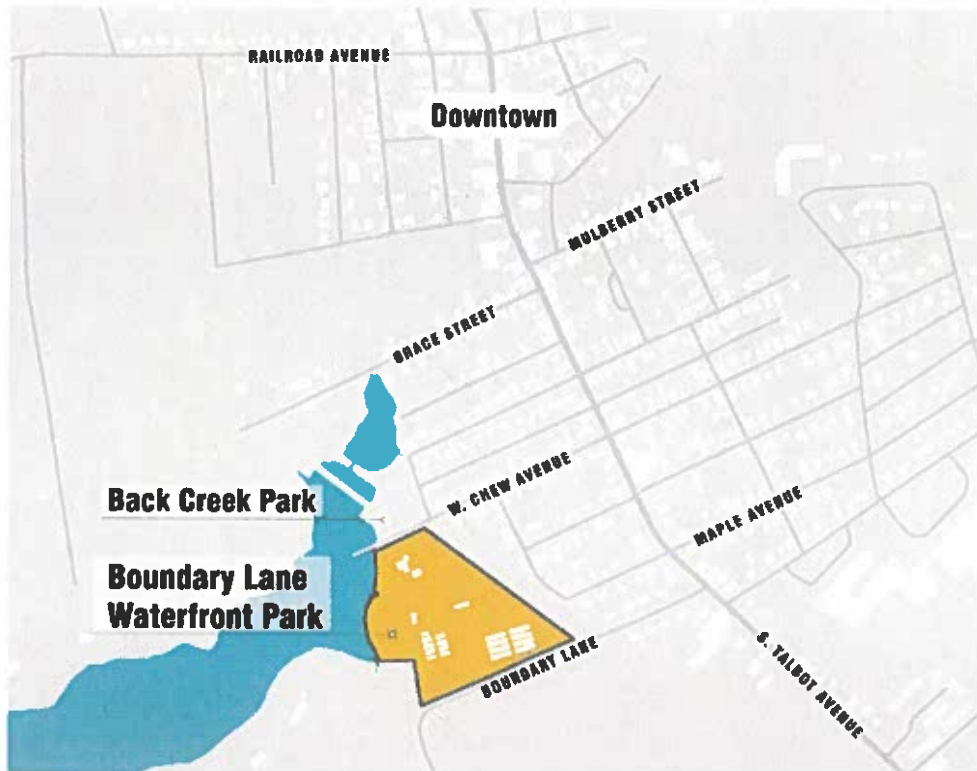 RAILROAD AVENUE
Downtown
MULBERRY STREET
GRACE STREET
W. CHEW AVENUE
Back Creek Park
MAPLE AVENUE
Boundary Lane
Waterfront Park
BOUNDARY LANE
S. TALBOT AVENUE